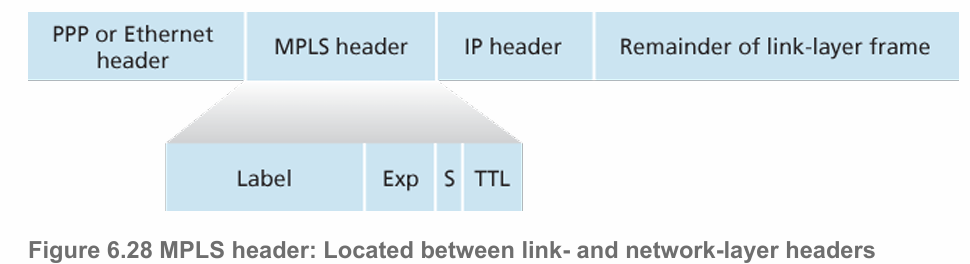 PPP or Ethernet
header
MPLS header
IP header
Remainder of link-layer frame
Label
Exp
S
TTL
Figure 6.28 MPLS header: Located between link- and network-layer headers